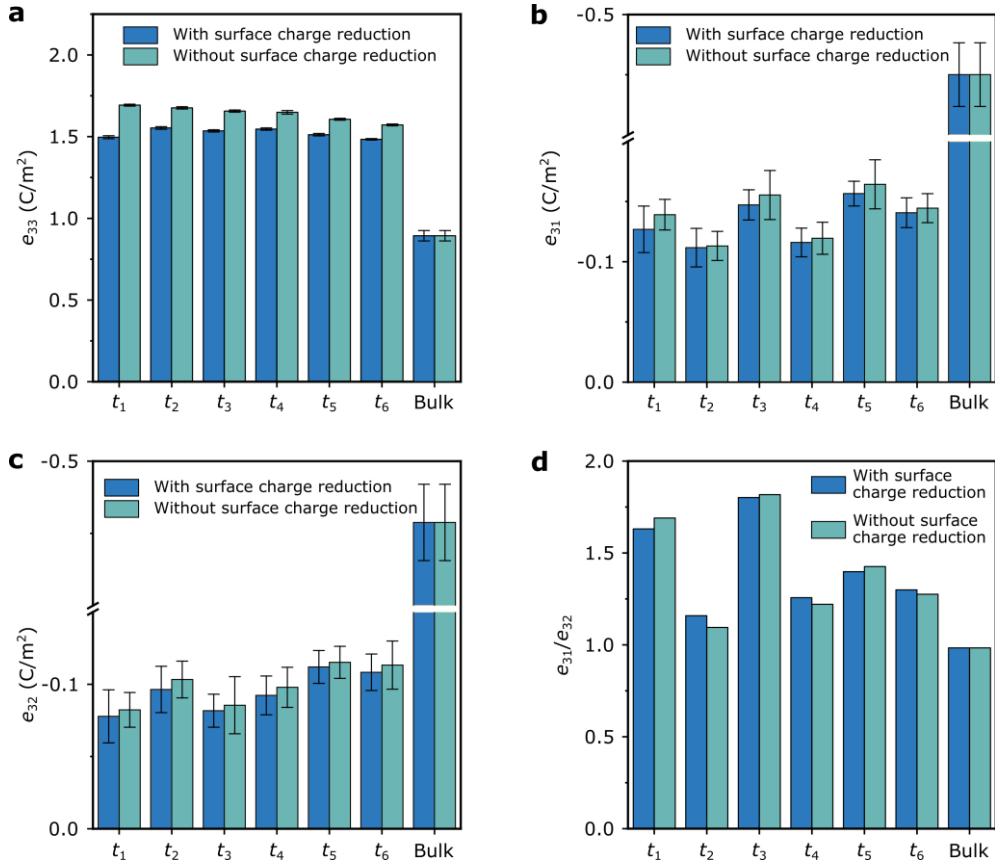 a
2.0
1.5
1.0
0.5
0.0
e33 (C/m²)
With surface charge reduction
Without surface charge reduction
t1 t2 t3 t4 t5 t6 Bulk
b
-0.5
-0.1
0.0
e31 (C/m²)
With surface charge reduction
Without surface charge reduction
t1 t2 t3 t4 t5 t6 Bulk
c
-0.5
-0.1
0.0
e32 (C/m²)
With surface charge reduction
Without surface charge reduction
t1 t2 t3 t4 t5 t6 Bulk
d
2.0
1.5
1.0
0.5
0.0
e31/e32
With surface
charge reduction
Without surface
charge reduction
t1 t2 t3 t4 t5 t6 Bulk